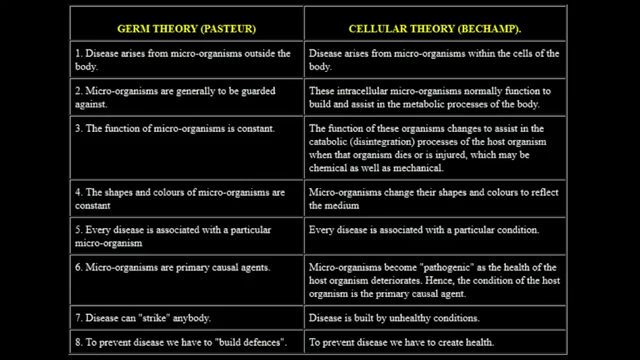 GERM THEORY (PASTEUR)
CELLULAR THEORY (BECHAMP).
1. Disease arises from micro-organisms outside the
body.
Disease arises from micro-organisms within the cells of the
body.
2. Micro-organisms are generally to be guarded
against.
These intracellular micro-organisms normally function to
build and assist in the metabolic processes of the body.
3. The function of micro-organisms is constant.
The function of these organisms changes to assist in the
catabolic (disintegration) processes of the host organism
when that organism dies or is injured, which may be
chemical as well as mechanical.
4. The shapes and colours of micro-organisms are
constant
Micro-organisms change their shapes and colours to reflect
the medium
5. Every disease is associated with a particular
micro-organism
Every disease is associated with a particular condition.
6. Micro-organisms are primary causal agents.
Micro-organisms become "pathogenic" as the health of the
host organism deteriorates. Hence, the condition of the host
organism is the primary causal agent.
7. Disease can "strike" anybody.
Disease is built by unhealthy conditions.
8. To prevent disease we have to "build defences".
To prevent disease we have to create health.